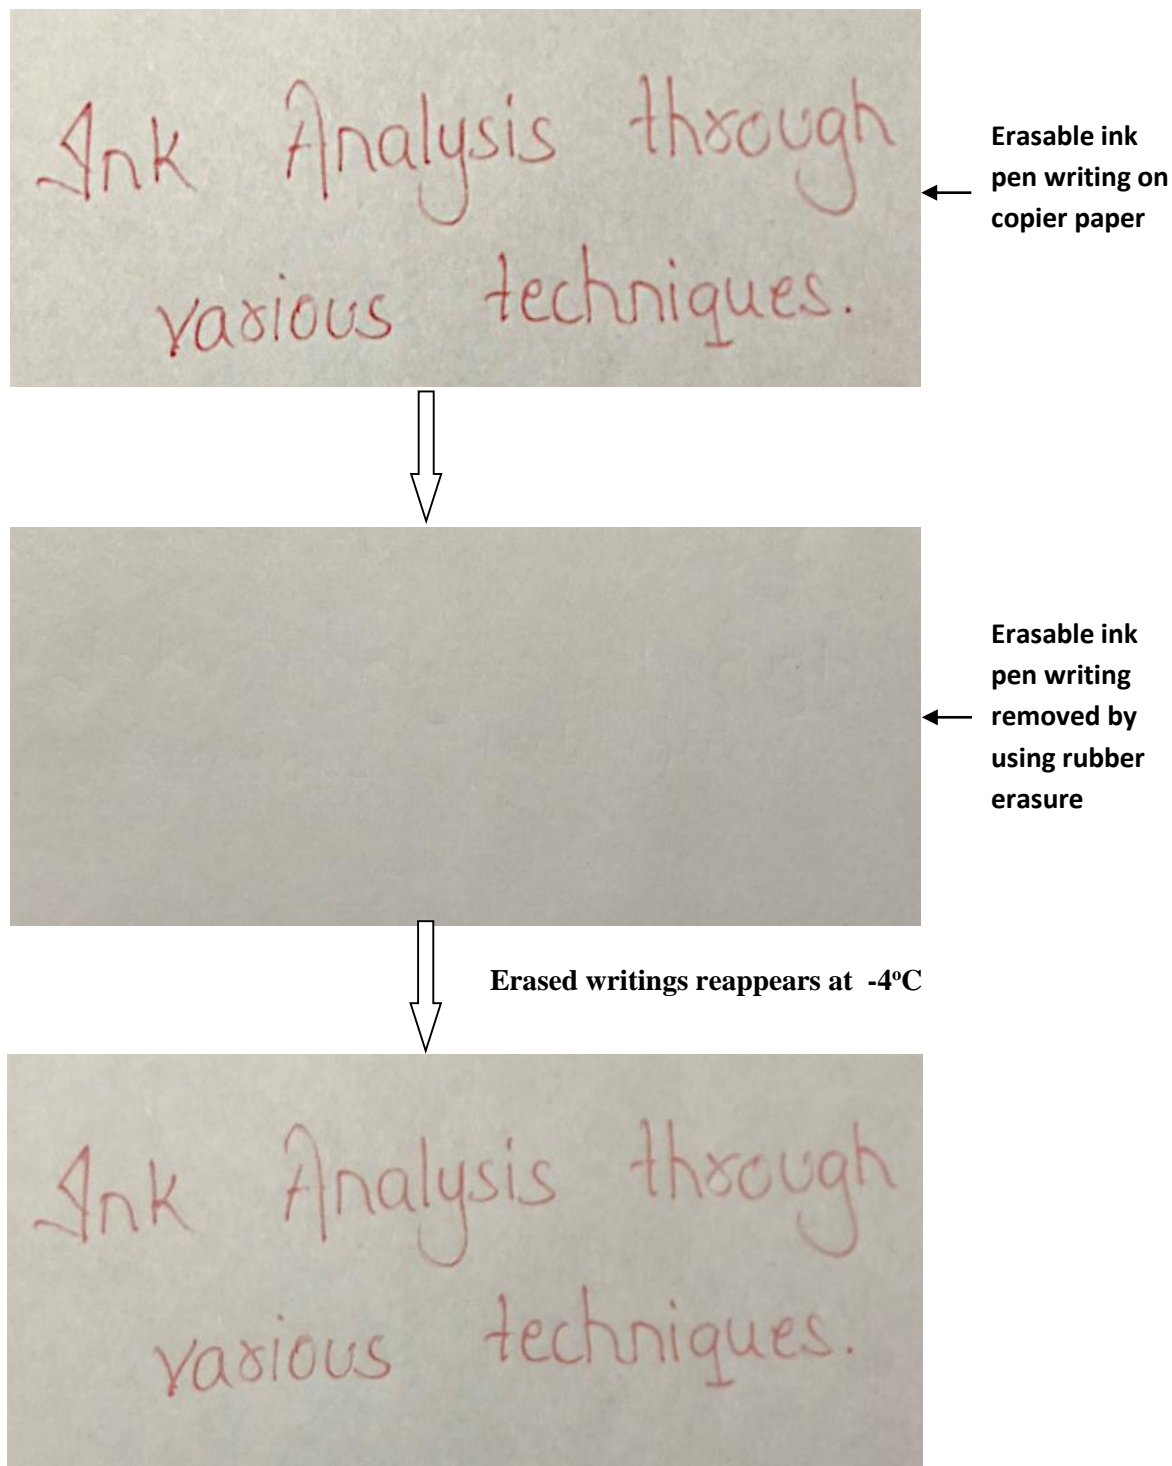 Ink Analysis through
various techniques.
Erasable ink
pen writing on
copier paper
Erasable ink
pen writing
removed by
using rubber
erasure
Erased writings reappears at -4°C
Ink Analysis through
various techniques.